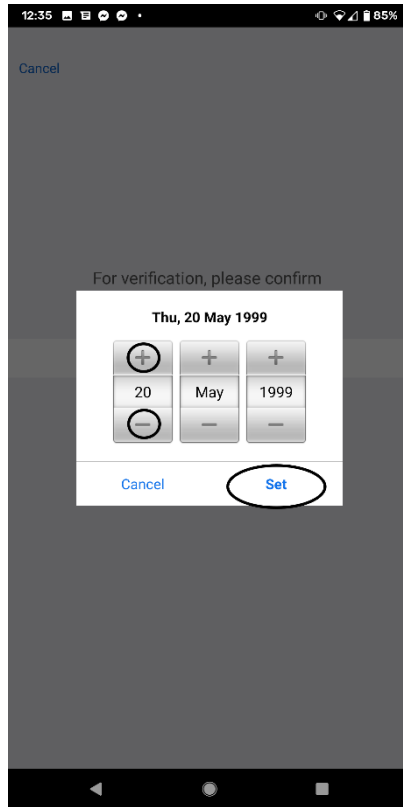 12:35 85%
Cancel
For verification, please confirm
Thu, 20 May 1999
+ + +
20 May 1999
− − −
Cancel Set